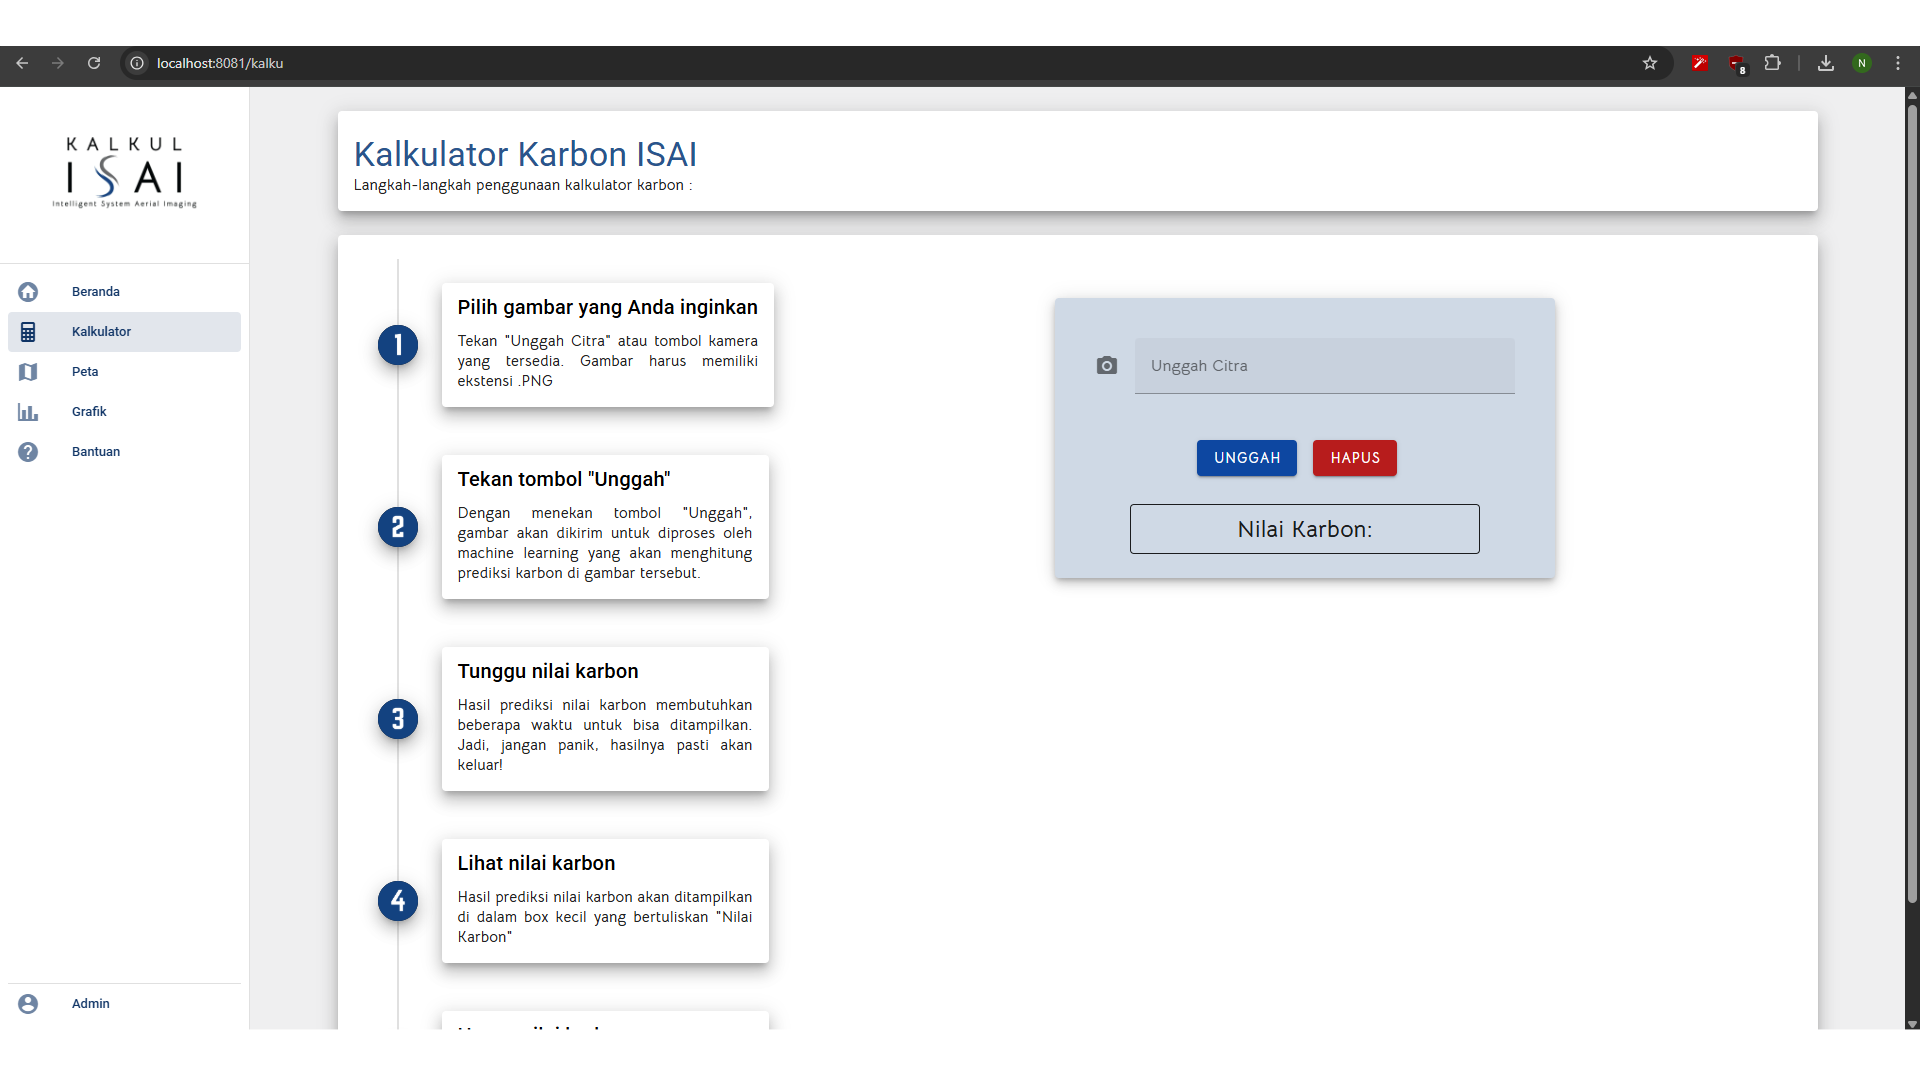 localhost:8081/kalku
8
N
KALKUL
ISAI
Intelligent System Aerial Imaging
Beranda
Kalkulator
Peta
Grafik
Bantuan
Admin
Kalkulator Karbon ISAI
Langkah-langkah penggunaan kalkulator karbon :
1
Pilih gambar yang Anda inginkan
Tekan "Unggah Citra" atau tombol kamera
yang tersedia. Gambar harus memiliki
ekstensi .PNG
2
Tekan tombol "Unggah"
Dengan menekan tombol "Unggah",
gambar akan dikirim untuk diproses oleh
machine learning yang akan menghitung
prediksi karbon di gambar tersebut.
3
Tunggu nilai karbon
Hasil prediksi nilai karbon membutuhkan
beberapa waktu untuk bisa ditampilkan.
Jadi, jangan panik, hasilnya pasti akan
keluar!
4
Lihat nilai karbon
Hasil prediksi nilai karbon akan ditampilkan
di dalam box kecil yang bertuliskan "Nilai
Karbon"
Unggah Citra
UNGGAH
HAPUS
Nilai Karbon: